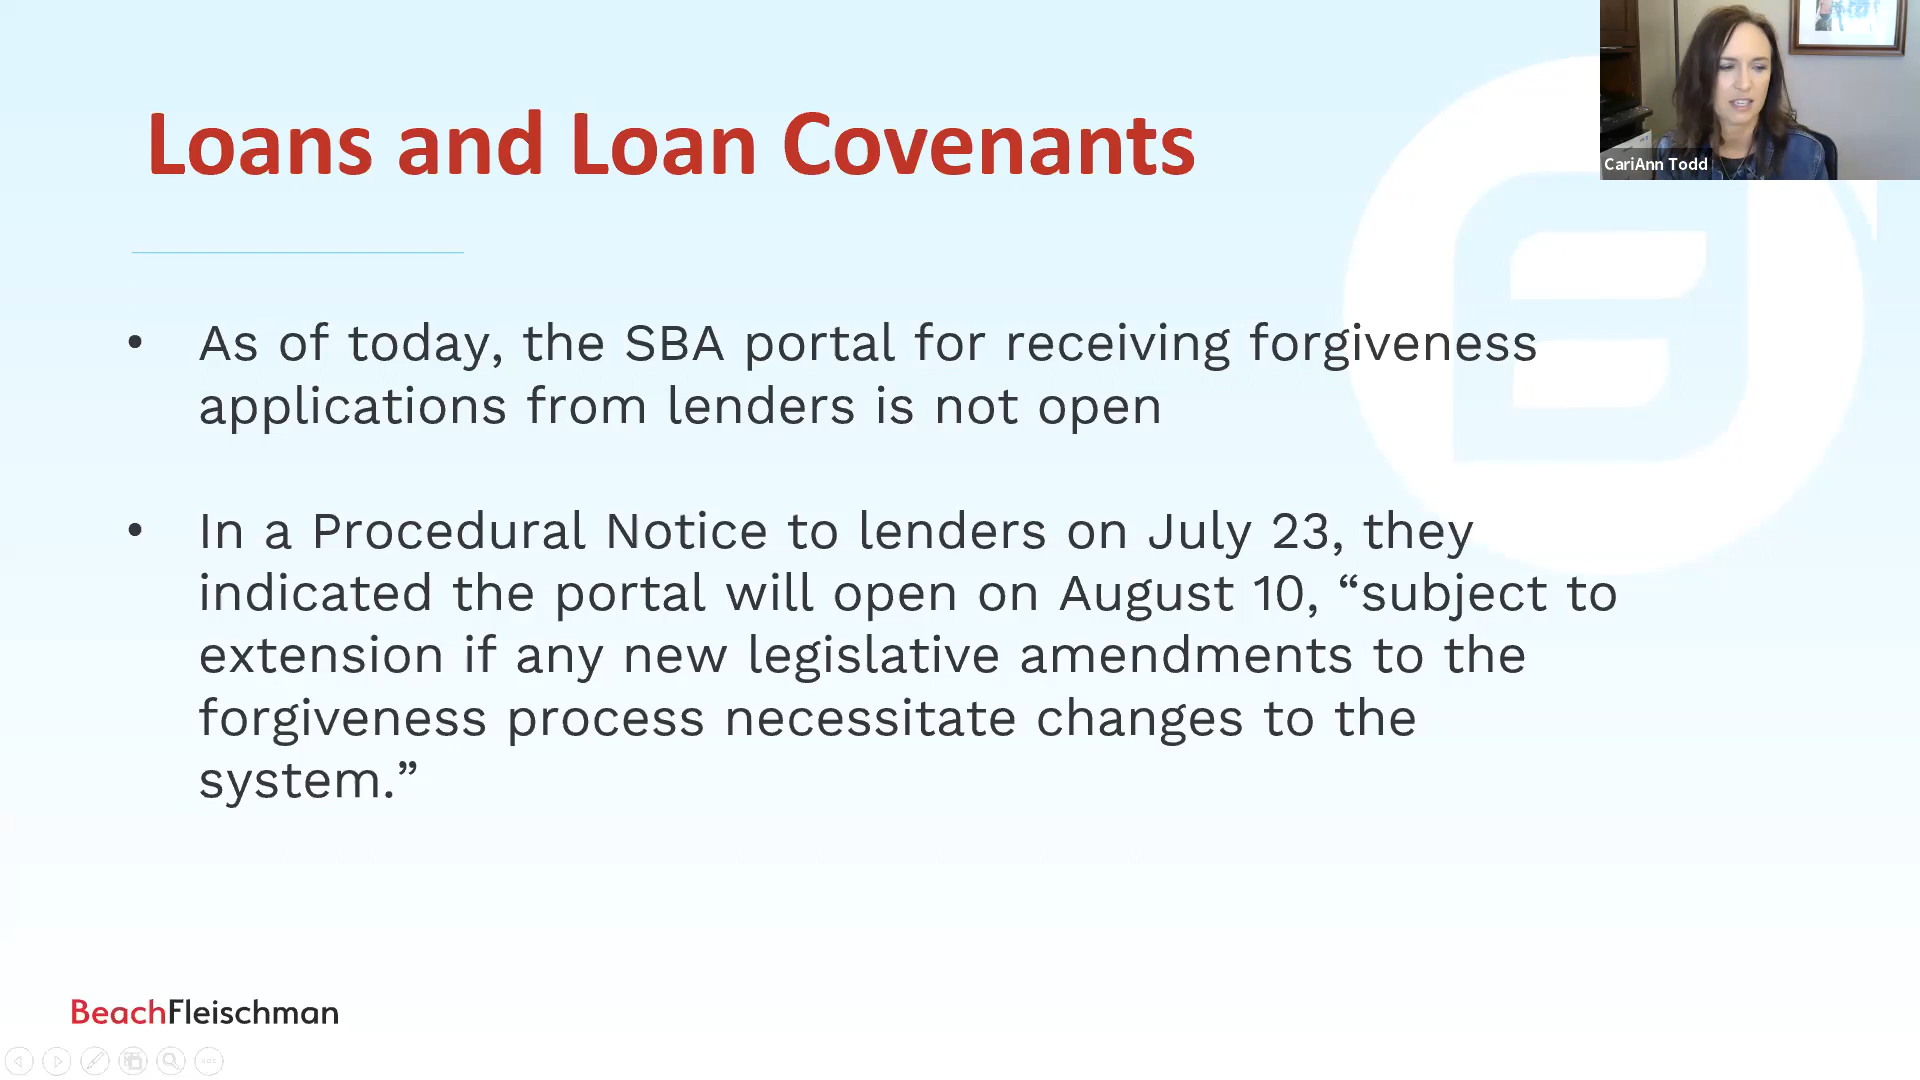 Loans and Loan Covenants
CariAnn Todd
• As of today, the SBA portal for receiving forgiveness
applications from lenders is not open
• In a Procedural Notice to lenders on July 23, they
indicated the portal will open on August 10, “subject to
extension if any new legislative amendments to the
forgiveness process necessitate changes to the
system.”
BeachFleischman